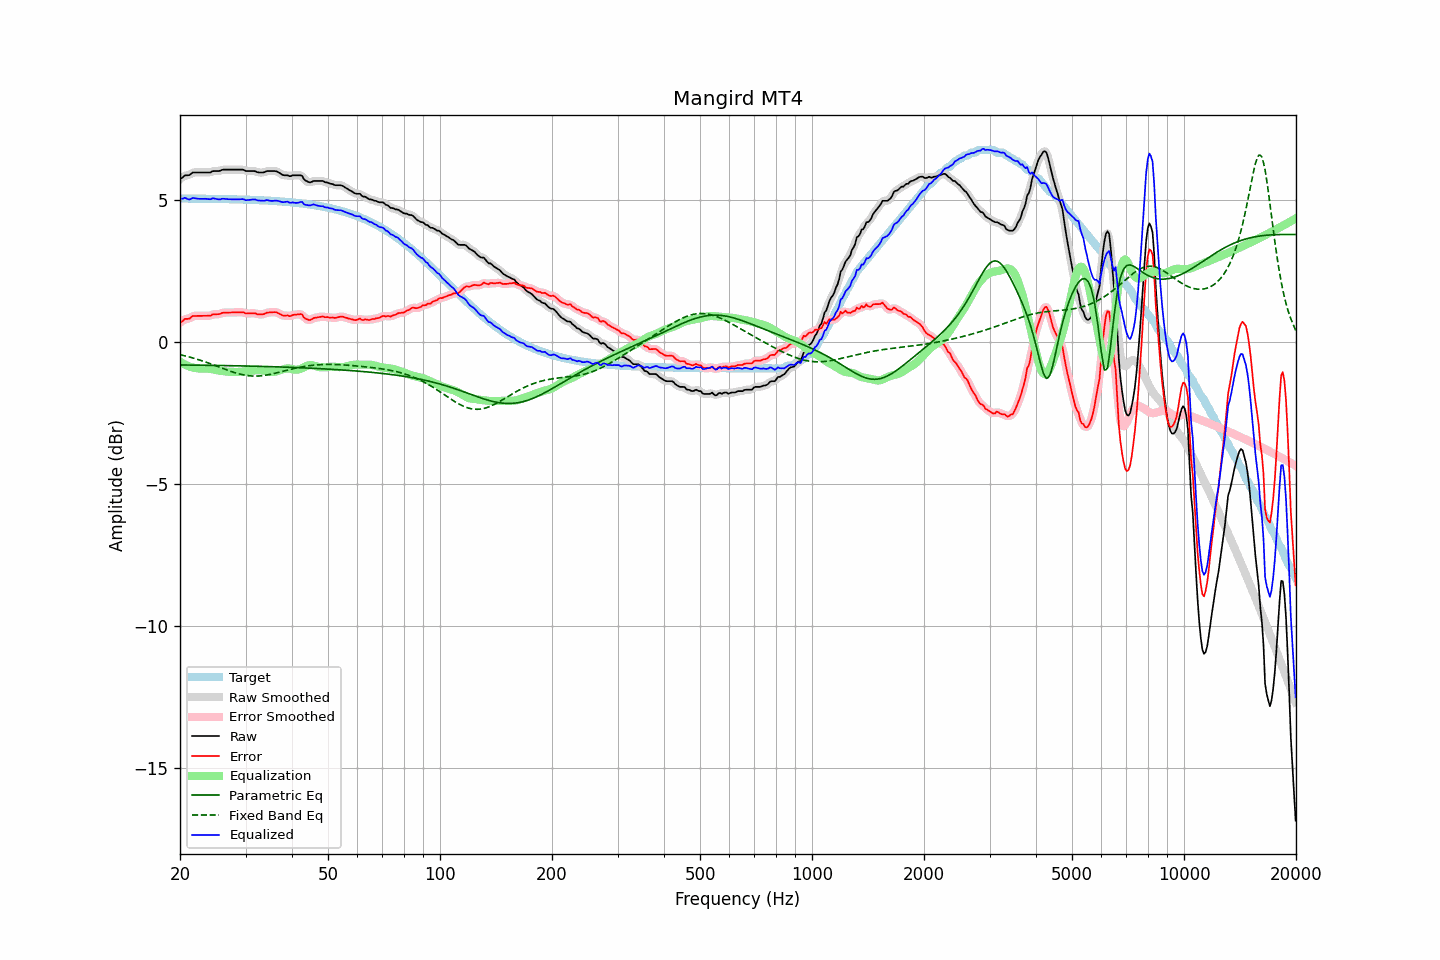 Mangird MT4
Amplitude (dBr)
5
0
−5
−10
−15
Target
Raw Smoothed
Error Smoothed
Raw
Error
Equalization
Parametric Eq
Fixed Band Eq
Equalized
20 50 100 200 500 1000 2000 5000 10000 20000
Frequency (Hz)